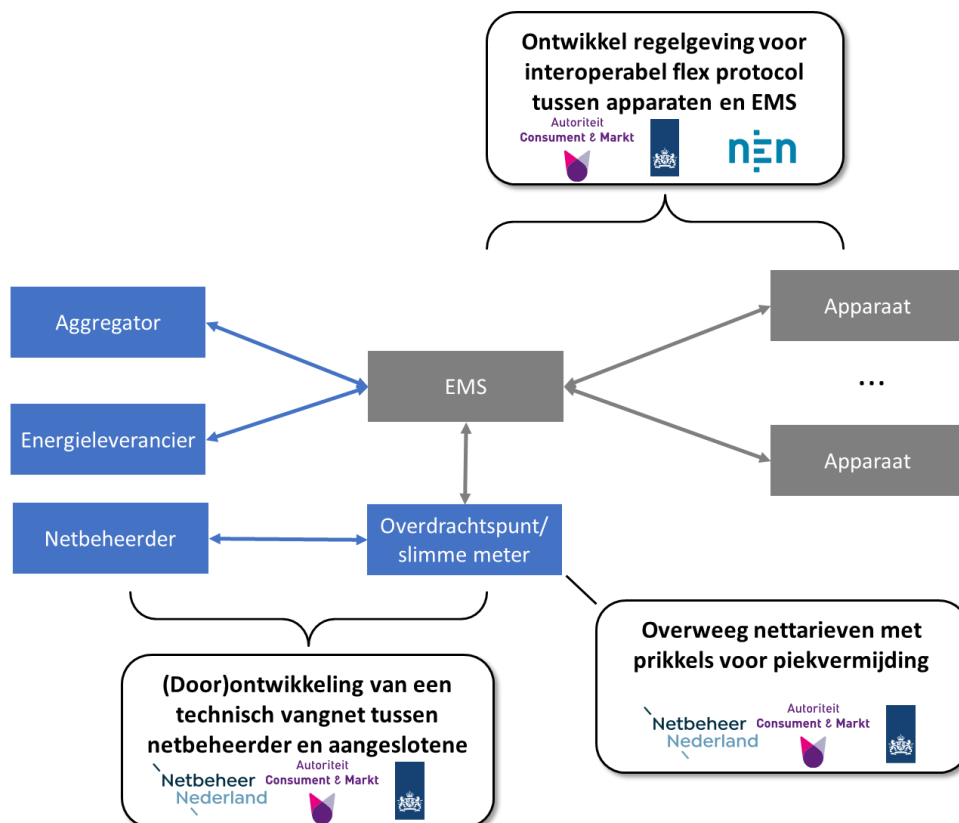 Ontwikkel regelgeving voor
interoperabel flex protocol
tussen apparaten en EMS
Autoriteit
Consument & Markt
nEn
Aggregator
Apparaat
EMS
...
Energieleverancier
Apparaat
Netbeheerder
Overdrachtspunt/
slimme meter
(Door)ontwikkeling van een
technisch vangnet tussen
netbeheerder en aangeslotene
Netbeheer
Nederland
Autoriteit
Consument & Markt
Overweeg nettarieven met
prikkels voor piekvermijding
Netbeheer
Nederland
Autoriteit
Consument & Markt